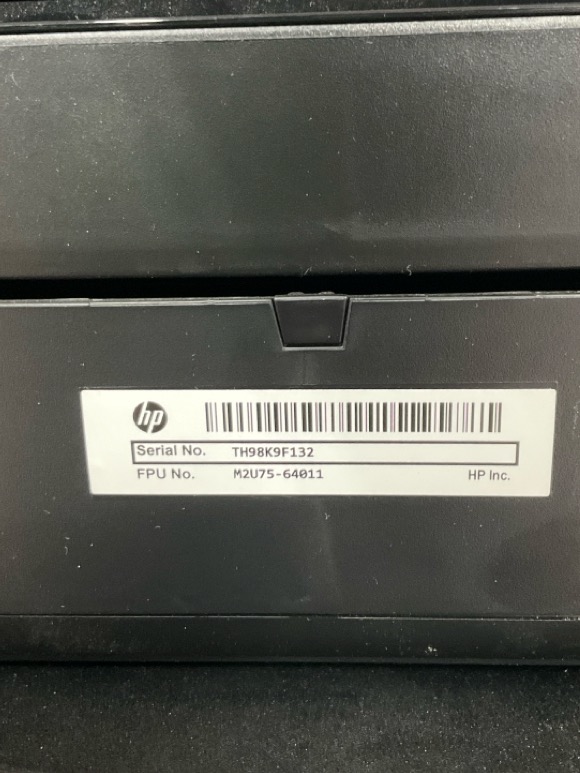 hp
Serial No. TH98K9F132
FPU No. M2U75-64011 HP Inc.